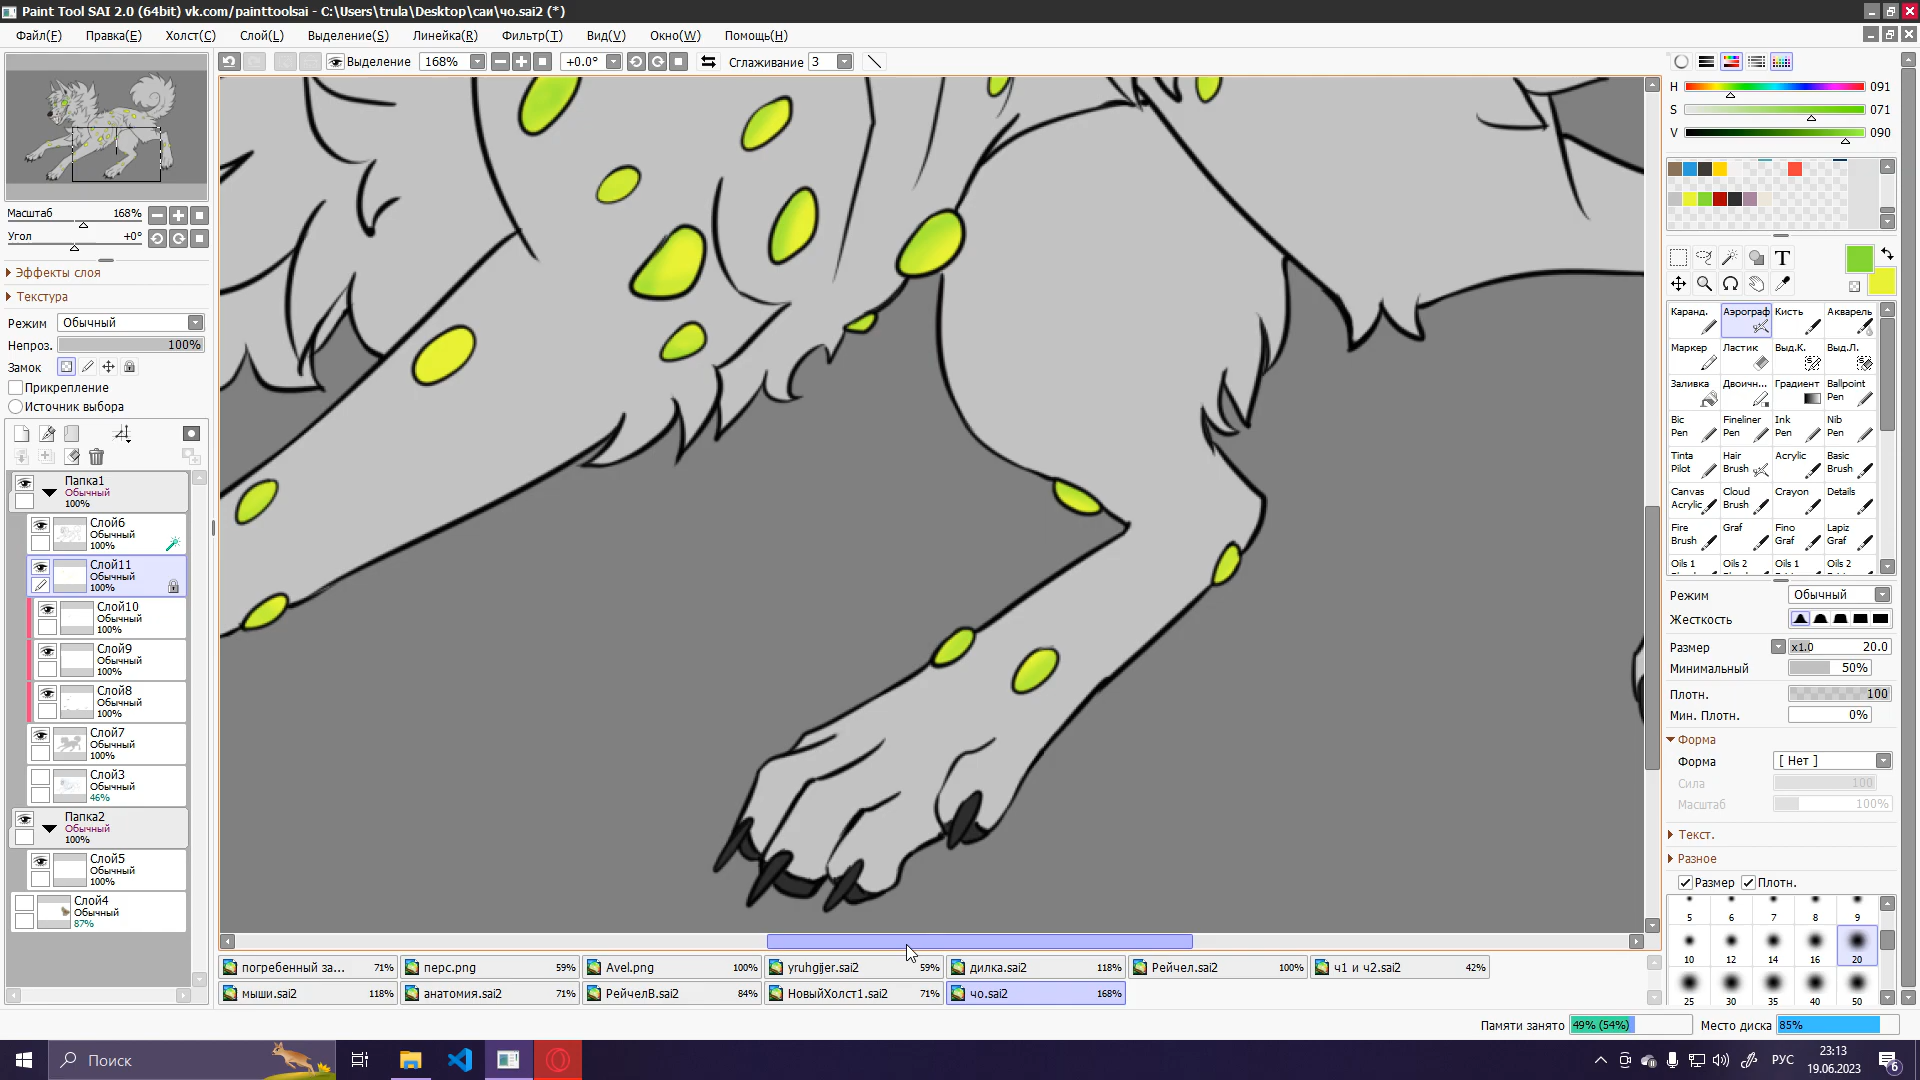 Paint Tool SAI 2.0 (64bit) vk.com/painttoolsai - C:\Users\trula\Desktop\саи\чо.sai2 (*)
Файл(F) Правка(E) Холст(C) Слой(L) Выделение(S) Линейка(R) Фильтр(T) Вид(V) Окно(W) Помощь(H)
Выделение 168% +0.0° Сглаживание 3
Масштаб 168%
Угол +0°
Эффекты слоя
Текстура
Режим Обычный
Непроз. 100%
Замок
Прикрепление
Источник выбора
Папка1
Обычный
100%
Слой6
Обычный
100%
Слой11
Обычный
100%
Слой10
Обычный
100%
Слой9
Обычный
100%
Слой8
Обычный
100%
Слой7
Обычный
100%
Слой3
Обычный
46%
Папка2
Обычный
100%
Слой5
Обычный
100%
Слой4
Обычный
87%
H 091
S 071
V 090
T
Каранд. Аэрограф Кисть Акварель
Маркер Ластик Выд.К. Выд.Л.
Заливка Двоичн... Градиент Ballpoint Pen
Bic Pen Fineliner Pen Ink Pen Nib Pen
Tinta Pilot Hair Brush Acrylic Basic Brush
Canvas Acrylic Cloud Brush Crayon Details
Fire Brush Graf Fino Graf Lapiz Graf
Oils 1 Oils 1 Oils 2 Oils 2
Режим Обычный
Жесткость
Размер x1.0 20.0
Минимальный 50%
Плотн. 100
Мин. Плотн. 0%
Форма
Форма [ Нет ]
Сила 100
Масштаб 100%
Текст.
Разное
Размер Плотн.
5 6 7 8 9
10 12 14 16 20
25 30 35 40 50
погребенный за... 71% перс.png 59% Avel.png 100% yruhgijer.sai2 59% дилка.sai2 118% Рейчел.sai2 100% ч1 и ч2.sai2 42%
мыши.sai2 118% анатомия.sai2 71% РейчелВ.sai2 84% НовыйХолст1.sai2 71% чо.sai2 168%
Памяти занято 49% (54%) Место диска 85%
Поиск
РУС
23:13
19.06.2023
6